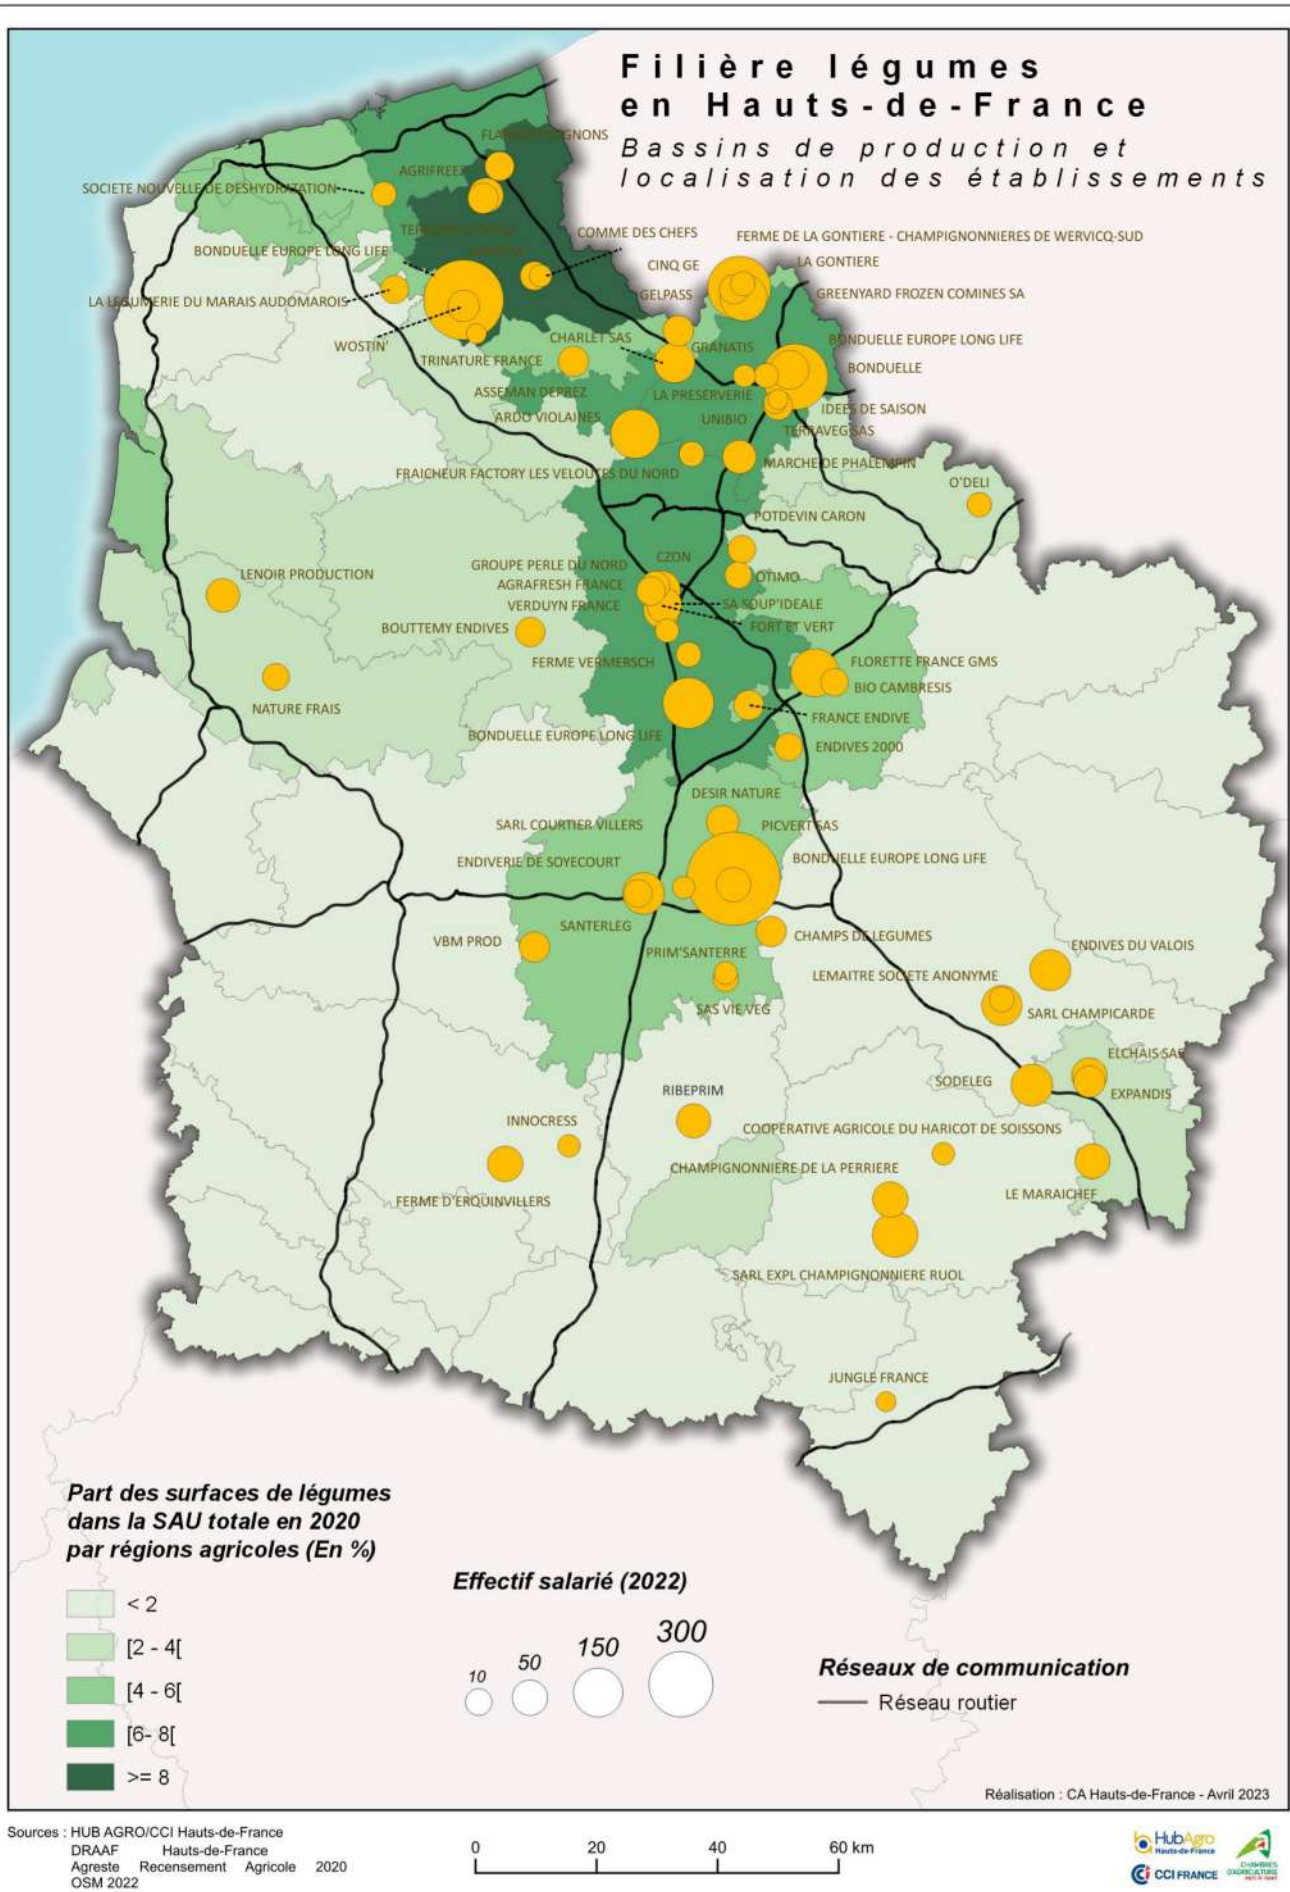 Filière légumes
en Hauts-de-France
Bassins de production et
localisation des établissements
AGRIFREEZ
SOCIETE NOUVELLE DE DESHYDRATATION
COMME DES CHEFS
FERME DE LA GONTIERE - CHAMPIGNONNIERES DE WERVICQ-SUD
BONDUELLE EUROPE LONG LIFE
CINQ GE
LA GONTIERE
GELPASS
GREENYARD FROZEN COMINES SA
LA LEGUMERIE DU MARAIS AUDOMAROIS
WOSTIN'
CHARLET SAS
GRANATIS
BONDUELLE EUROPE LONG LIFE
TRINATURE FRANCE
BONDUELLE
ASSEMAN DEPREZ
LA PRESERVERIE
IDEES DE SAISON
ARDO VIOLAINES
UNIBIO
TERRAVEG SAS
FRAICHEUR FACTORY LES VELOUTES DU NORD
MARCHE DE PHALEMPIN
O'DELI
POTDEVIN CARON
CZON
GROUPE PERLE DU NORD
LENOIR PRODUCTION
AGRAFRESH FRANCE
OTIMO
VERDUYN FRANCE
SA SOUP'IDEALE
BOUTTEMY ENDIVES
FORT ET VERT
FERME VERMERSCH
FLORETTE FRANCE GMS
BIO CAMBRESIS
NATURE FRAIS
FRANCE ENDIVE
BONDUELLE EUROPE LONG LIFE
ENDIVES 2000
DESIR NATURE
SARL COURTIER VILLERS
PICVERT SAS
ENDIVERIE DE SOYECOURT
BONDUELLE EUROPE LONG LIFE
SANTERLEG
VBM PROD
CHAMPS DE LEGUMES
PRIM'SANTERRE
ENDIVES DU VALOIS
LEMAITRE SOCIETE ANONYME
SAS VIE VEG
SARL CHAMPICARDE
ELCHAIS SAS
SODELEG
RIBEPRIM
EXPANDIS
INNOCRESS
COOPERATIVE AGRICOLE DU HARICOT DE SOISSONS
CHAMPIGNONNIERE DE LA PERRIERE
FERME D'ERQUINVILLERS
LE MARAICHEF
SARL EXPL CHAMPIGNONNIERE RUOL
JUNGLE FRANCE
Part des surfaces de légumes
dans la SAU totale en 2020
par régions agricoles (En %)
< 2
[2 - 4[
[4 - 6[
[6- 8[
>= 8
Effectif salarié (2022)
10
50
150
300
Réseaux de communication
Réseau routier
Réalisation : CA Hauts-de-France - Avril 2023
Sources : HUB AGRO/CCI Hauts-de-France
DRAAF Hauts-de-France
Agreste Recensement Agricole 2020
OSM 2022
0 20 40 60 km
HubAgro
Hauts-de-France
CCI FRANCE
CHAMBRES
D'AGRICULTURE